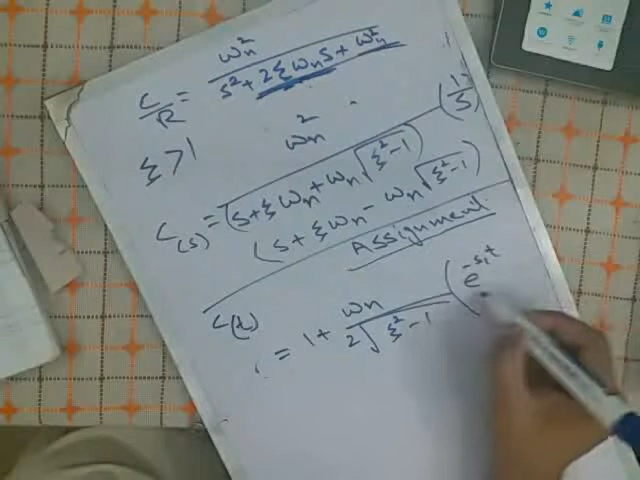 C/R = ωn² / (s² + 2ξωn s + ωn²)
ξ > 1
C(s) = ωn² / ((s + ξωn + ωn√(ξ² - 1)) (s + ξωn - ωn√(ξ² - 1))) (1/s)
Assignment
C(t)
= 1 + ωn / (2√(ξ² - 1)) (e^(-s₁t)